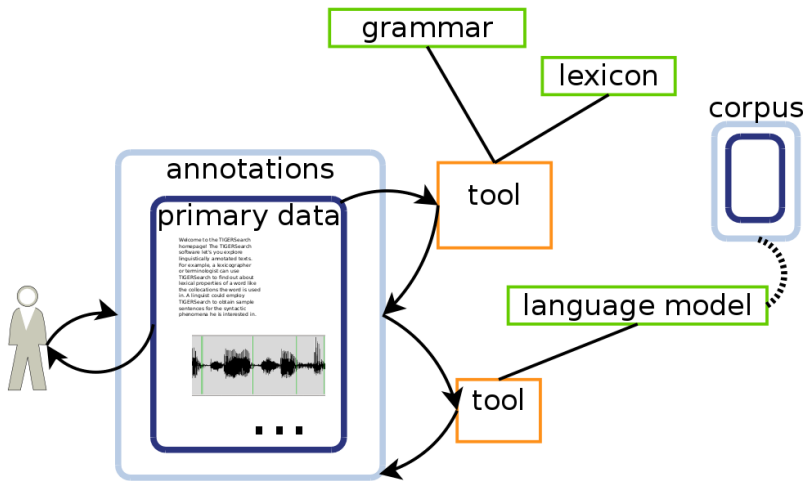 grammar
lexicon
corpus
annotations
primary data
Welcome to the TIGERSearch
homepage! The TIGERSearch
software let's you explore
linguistically annotated texts.
For example, a lexicographer
or terminologist can use
TIGERSearch to find out about
lexical properties of a word like
the collocations the word is used
in. A linguist could employ
TIGERSearch to obtain sample
sentences for the syntactic
phenomena he is interested in.
...
tool
language model
tool